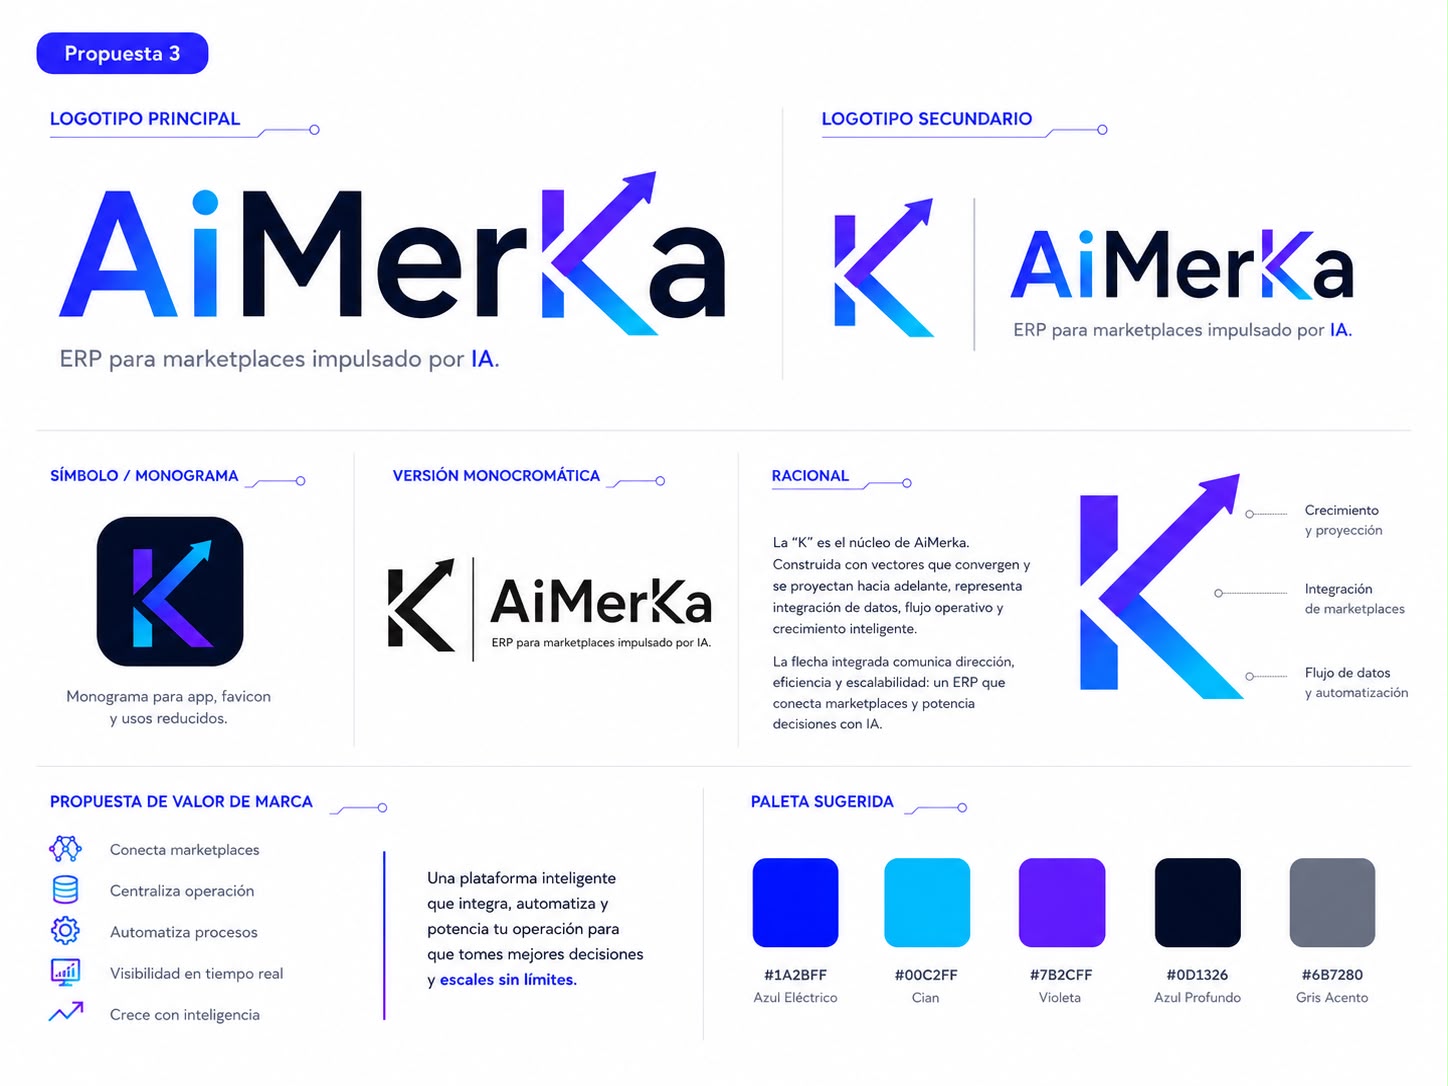 Propuesta 3
LOGOTIPO PRINCIPAL
AiMerKa
ERP para marketplaces impulsado por IA.
LOGOTIPO SECUNDARIO
K
AiMerKa
ERP para marketplaces impulsado por IA.
SÍMBOLO / MONOGRAMA
K
Monograma para app, favicon
y usos reducidos.
VERSIÓN MONOCROMÁTICA
K
AiMerKa
ERP para marketplaces impulsado por IA.
RACIONAL
La “K” es el núcleo de AiMerka.
Construida con vectores que convergen y
se proyectan hacia adelante, representa
integración de datos, flujo operativo y
crecimiento inteligente.
La flecha integrada comunica dirección,
eficiencia y escalabilidad: un ERP que
conecta marketplaces y potencia
decisiones con IA.
K
Crecimiento
y proyección
Integración
de marketplaces
Flujo de datos
y automatización
PROPUESTA DE VALOR DE MARCA
Conecta marketplaces
Centraliza operación
Automatiza procesos
Visibilidad en tiempo real
Crece con inteligencia
Una plataforma inteligente
que integra, automatiza y
potencia tu operación para
que tomes mejores decisiones
y escales sin límites.
PALETA SUGERIDA
#1A2BFF
Azul Eléctrico
#00C2FF
Cian
#7B2CFF
Violeta
#0D1326
Azul Profundo
#6B7280
Gris Acento